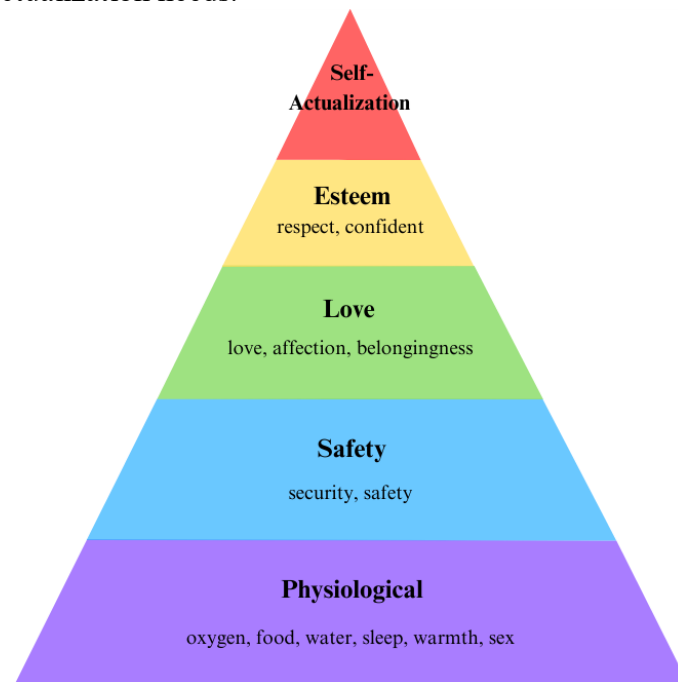 Self-
Actualization
Esteem
respect, confident
Love
love, affection, belongingness
Safety
security, safety
Physiological
oxygen, food, water, sleep, warmth, sex